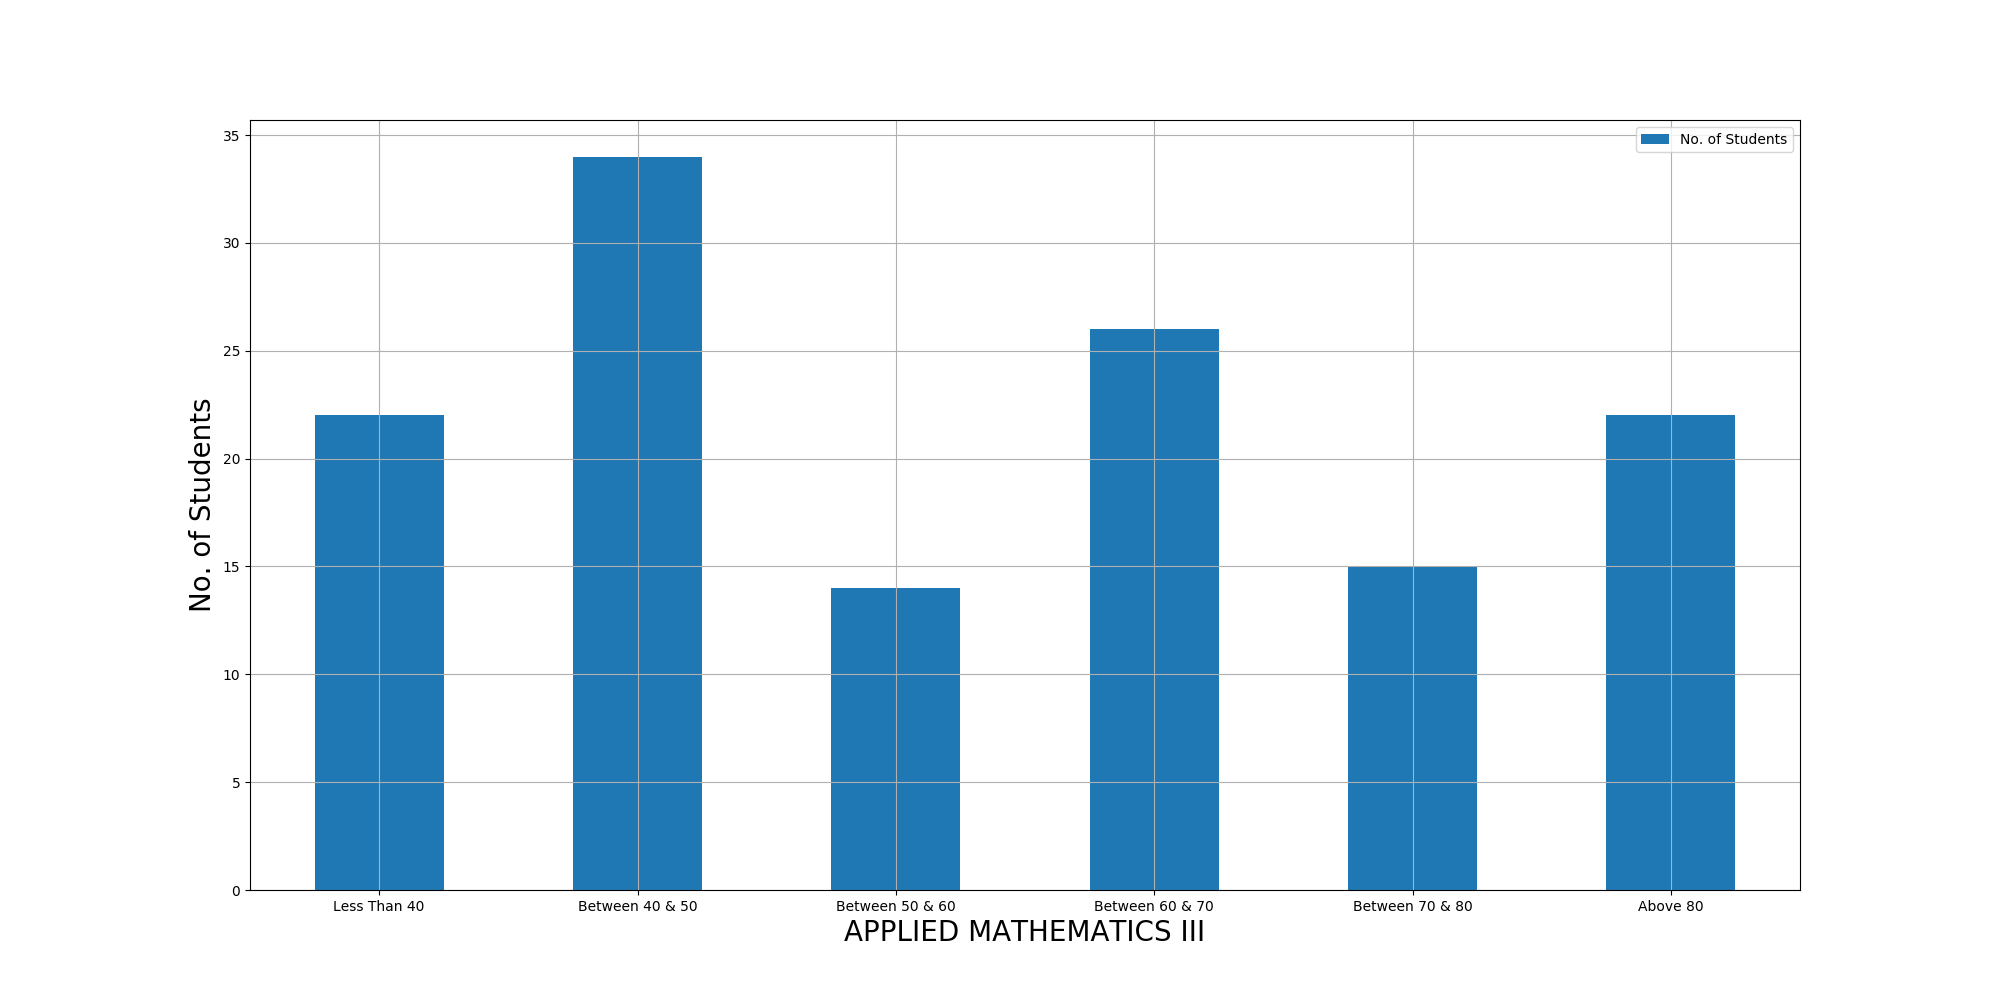 No. of Students
35
30
25
20
15
10
5
0
No. of Students
Less Than 40
Between 40 & 50
Between 50 & 60
Between 60 & 70
Between 70 & 80
Above 80
APPLIED MATHEMATICS III